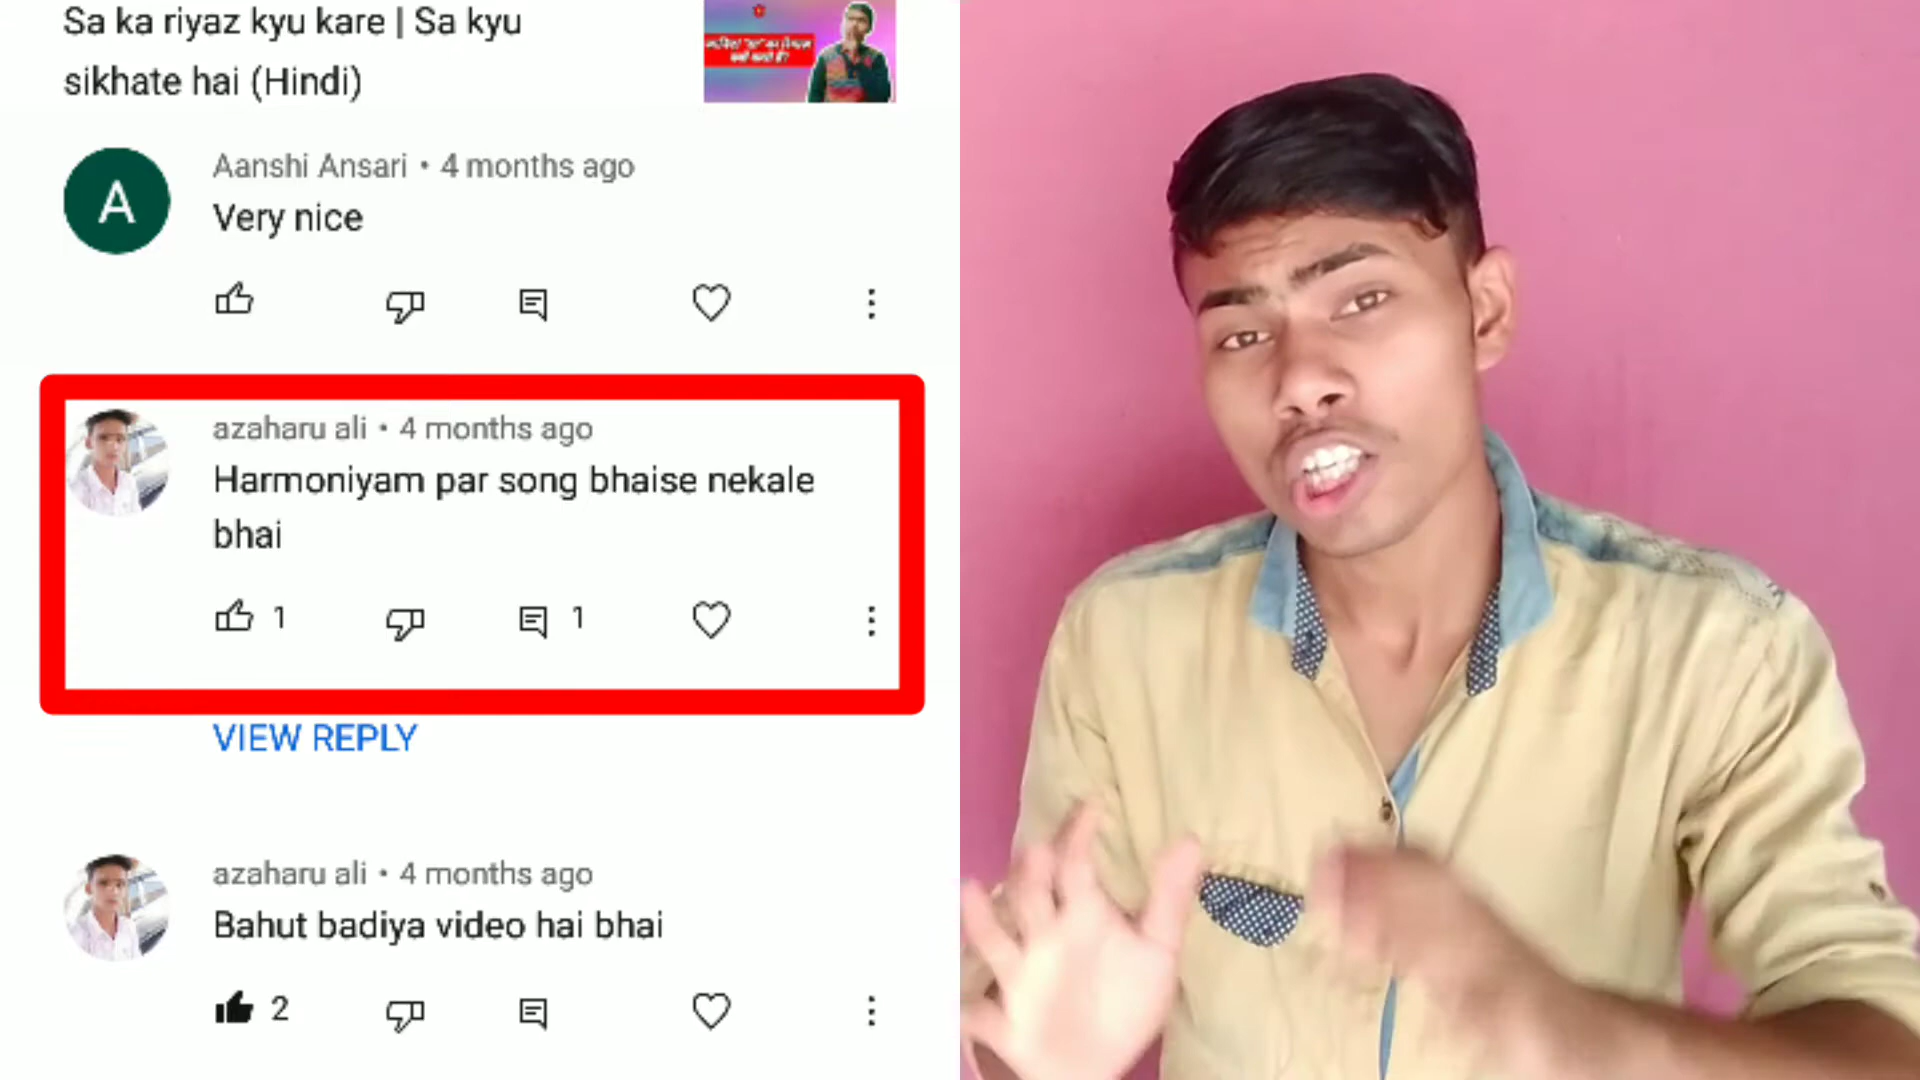 Sa ka riyaz kyu kare | Sa kyu
sikhate hai (Hindi)
A
Aanshi Ansari • 4 months ago
Very nice
azaharu ali • 4 months ago
Harmoniyam par song bhaise nekale
bhai
1
1
VIEW REPLY
azaharu ali • 4 months ago
Bahut badiya video hai bhai
2